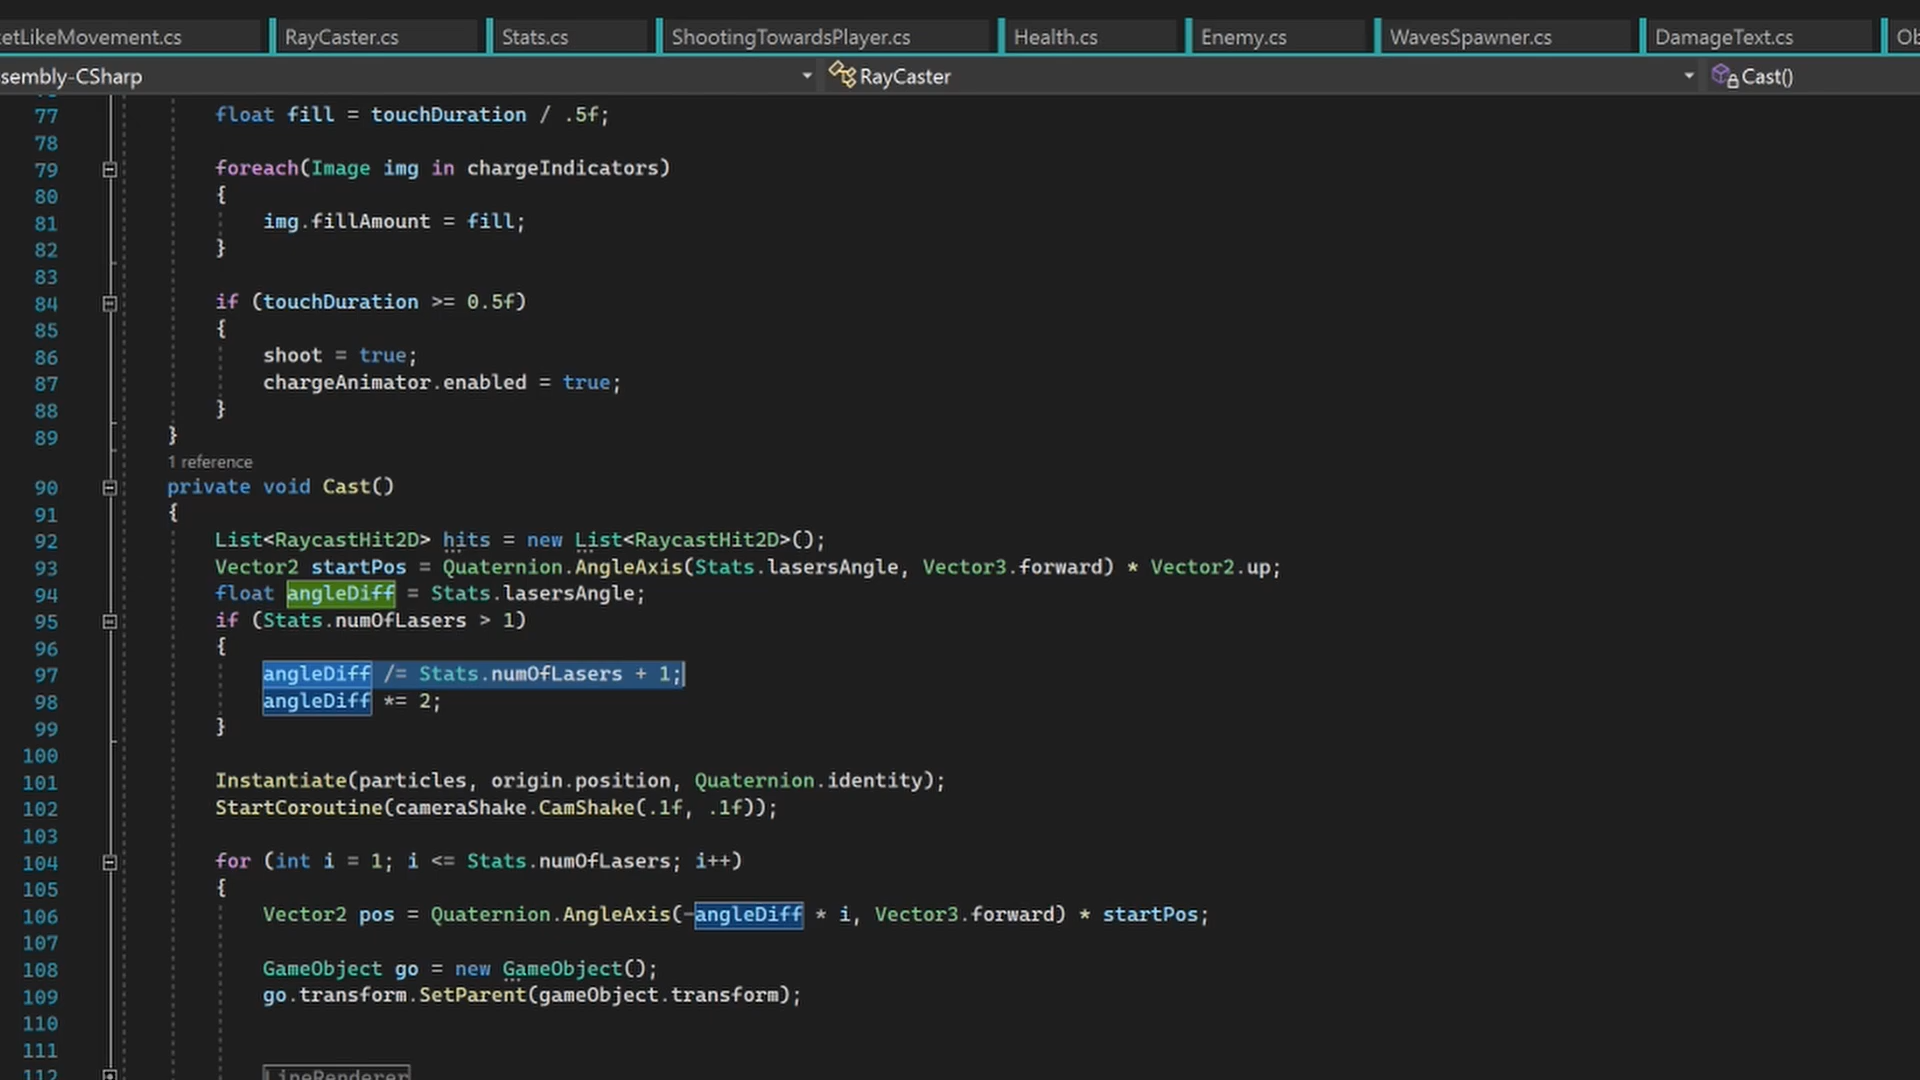 etLikeMovement.cs RayCaster.cs Stats.cs ShootingTowardsPlayer.cs Health.cs Enemy.cs WavesSpawner.cs DamageText.cs Ob
sembly-CSharp RayCaster Cast()
77 float fill = touchDuration / .5f;
78
79 foreach(Image img in chargeIndicators)
80 {
81 img.fillAmount = fill;
82 }
83
84 if (touchDuration >= 0.5f)
85 {
86 shoot = true;
87 chargeAnimator.enabled = true;
88 }
89 }
1 reference
90 private void Cast()
91 {
92 List<RaycastHit2D> hits = new List<RaycastHit2D>();
93 Vector2 startPos = Quaternion.AngleAxis(Stats.lasersAngle, Vector3.forward) * Vector2.up;
94 float angleDiff = Stats.lasersAngle;
95 if (Stats.numOfLasers > 1)
96 {
97 angleDiff /= Stats.numOfLasers + 1;
98 angleDiff *= 2;
99 }
100
101 Instantiate(particles, origin.position, Quaternion.identity);
102 StartCoroutine(cameraShake.CamShake(.1f, .1f));
103
104 for (int i = 1; i <= Stats.numOfLasers; i++)
105 {
106 Vector2 pos = Quaternion.AngleAxis(-angleDiff * i, Vector3.forward) * startPos;
107
108 GameObject go = new GameObject();
109 go.transform.SetParent(gameObject.transform);
110
111
112 LineRenderer